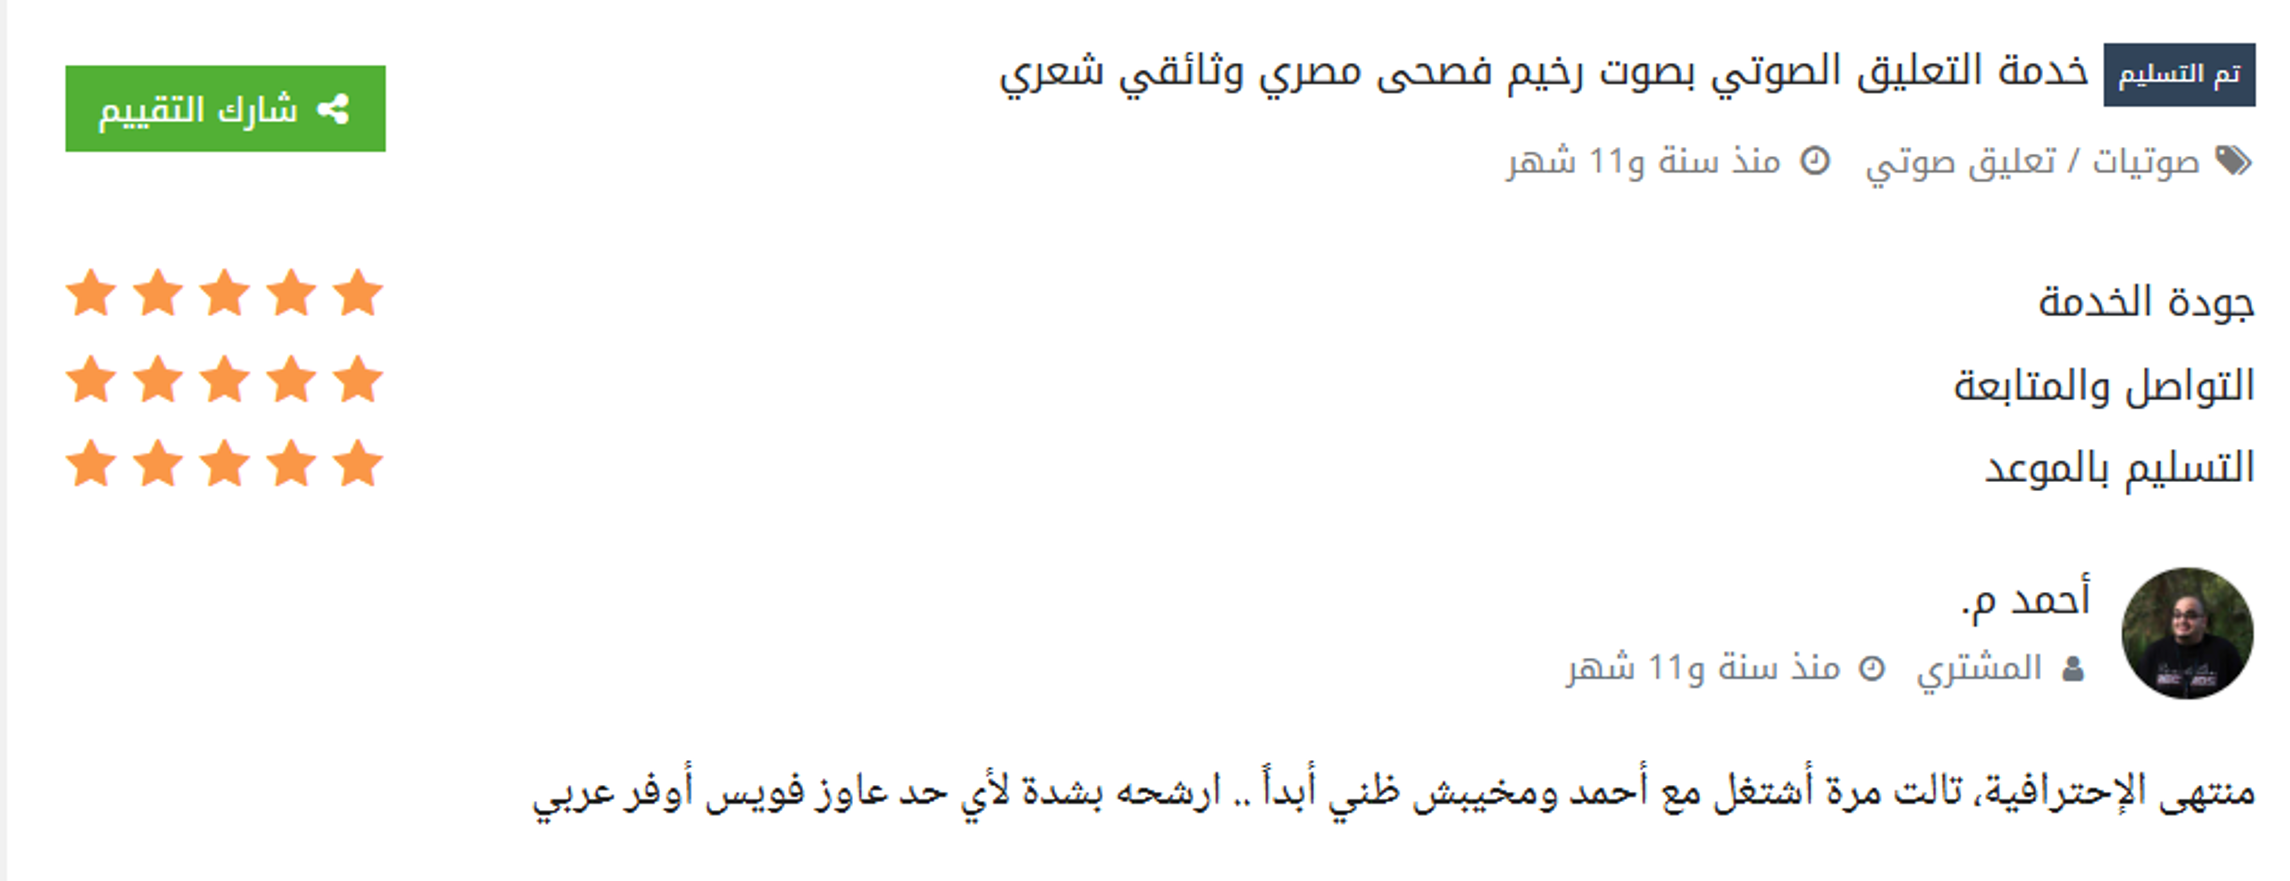 تم التسليم خدمة التعليق الصوتي بصوت رخيم فصحى مصري وثائقي شعري
شارك التقييم
صوتيات / تعليق صوتي منذ سنة و11 شهر
جودة الخدمة
التواصل والمتابعة
التسليم بالموعد
أحمد م.
المشتري منذ سنة و11 شهر
منتهى الإحترافية، تالت مرة أشتغل مع أحمد ومخيبش ظني أبداً .. ارشحه بشدة لأي حد عاوز فويس أوفر عربي